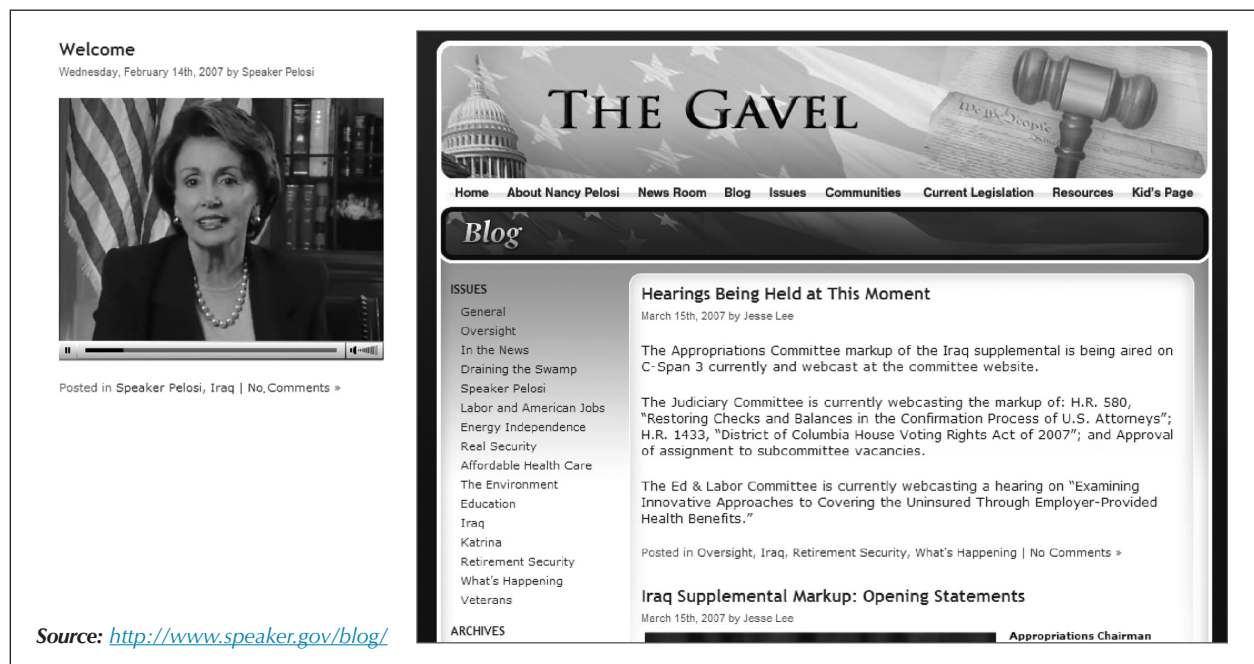 Welcome
Wednesday, February 14th, 2007 by Speaker Pelosi
Posted in Speaker Pelosi, Iraq | No Comments »
Source: http://www.speaker.gov/blog/
THE GAVEL
We the People
Home About Nancy Pelosi News Room Blog Issues Communities Current Legislation Resources Kid's Page
Blog
ISSUES
General
Oversight
In the News
Draining the Swamp
Speaker Pelosi
Labor and American Jobs
Energy Independence
Real Security
Affordable Health Care
The Environment
Education
Iraq
Katrina
Retirement Security
What's Happening
Veterans
ARCHIVES
Hearings Being Held at This Moment
March 15th, 2007 by Jesse Lee
The Appropriations Committee markup of the Iraq supplemental is being aired on
C-Span 3 currently and webcast at the committee website.
The Judiciary Committee is currently webcasting the markup of: H.R. 580,
“Restoring Checks and Balances in the Confirmation Process of U.S. Attorneys”;
H.R. 1433, “District of Columbia House Voting Rights Act of 2007”; and Approval
of assignment to subcommittee vacancies.
The Ed & Labor Committee is currently webcasting a hearing on “Examining
Innovative Approaches to Covering the Uninsured Through Employer-Provided
Health Benefits.”
Posted in Oversight, Iraq, Retirement Security, What's Happening | No Comments »
Iraq Supplemental Markup: Opening Statements
March 15th, 2007 by Jesse Lee
Appropriations Chairman